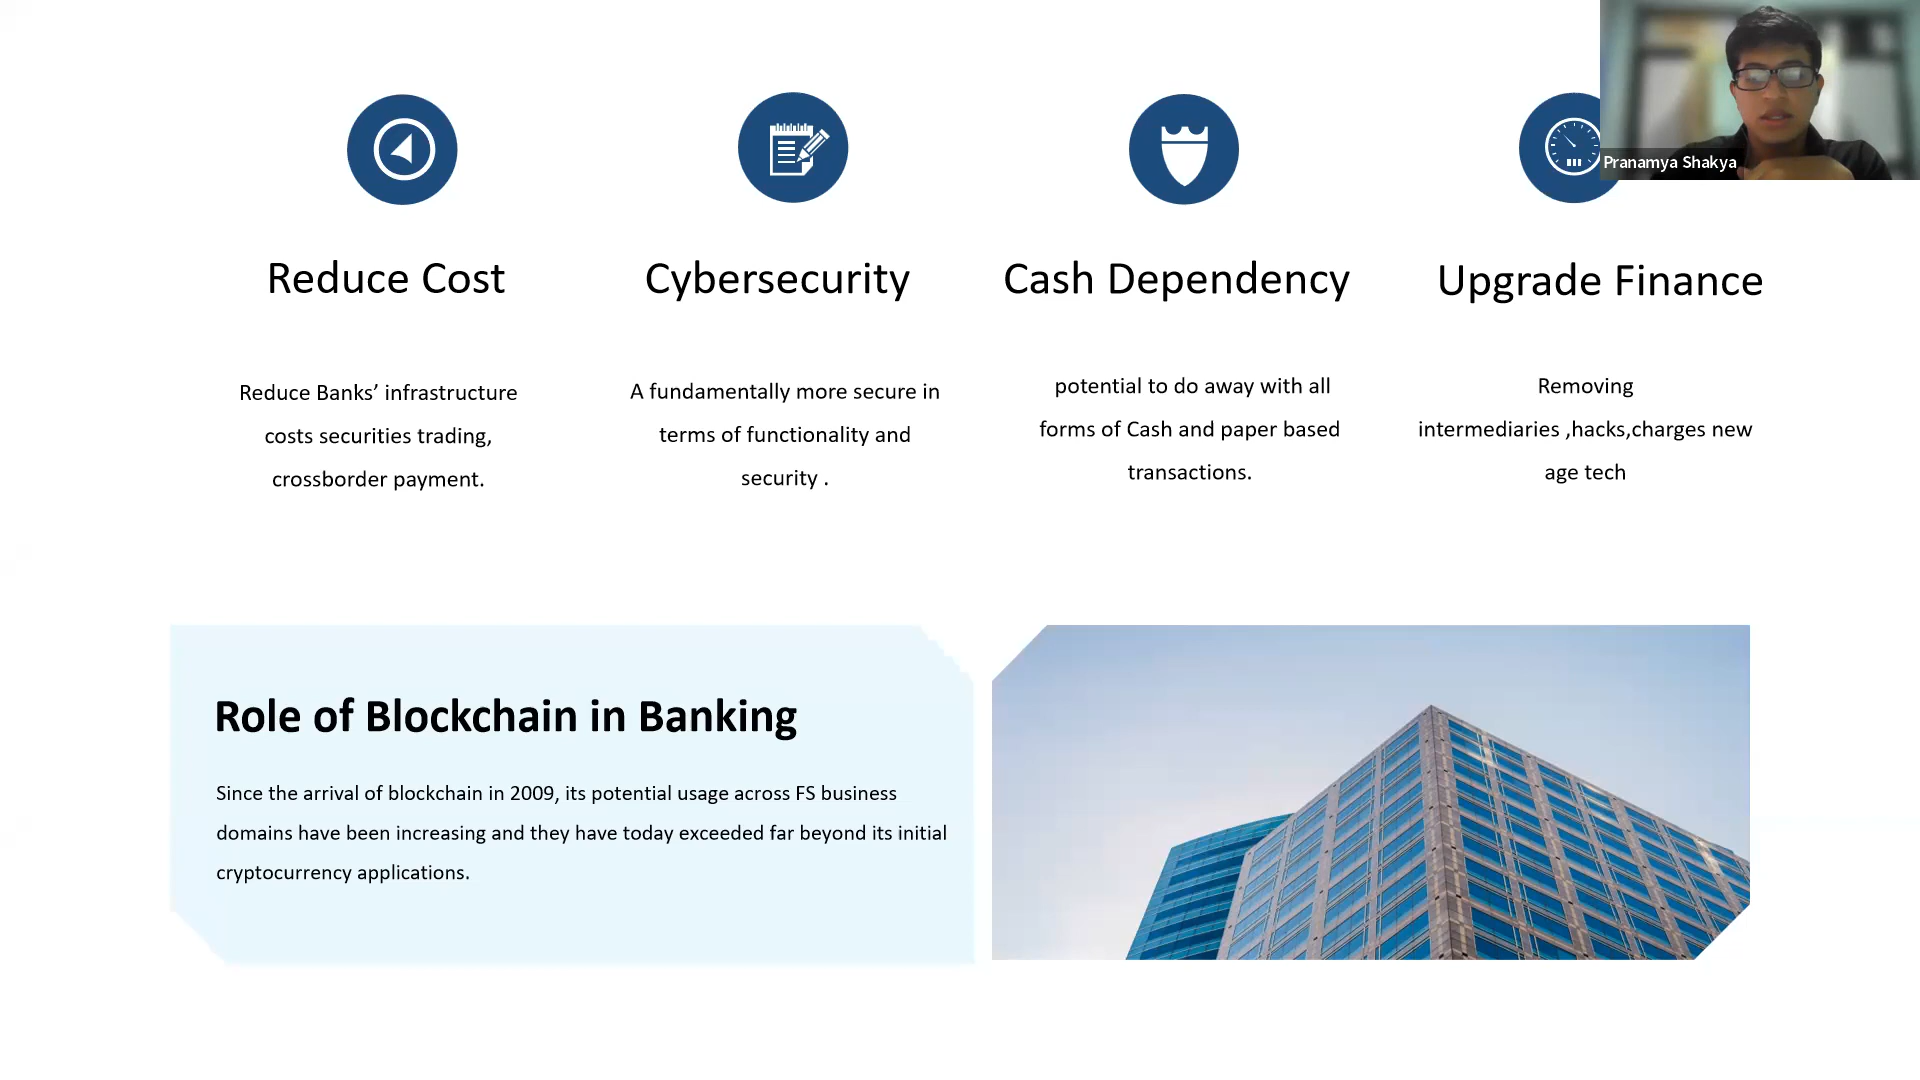 Pranamya Shakya
Reduce Cost
Cybersecurity
Cash Dependency
Upgrade Finance
Reduce Banks’ infrastructure
costs securities trading,
crossborder payment.
A fundamentally more secure in
terms of functionality and
security .
potential to do away with all
forms of Cash and paper based
transactions.
Removing
intermediaries ,hacks,charges new
age tech
Role of Blockchain in Banking
Since the arrival of blockchain in 2009, its potential usage across FS business
domains have been increasing and they have today exceeded far beyond its initial
cryptocurrency applications.